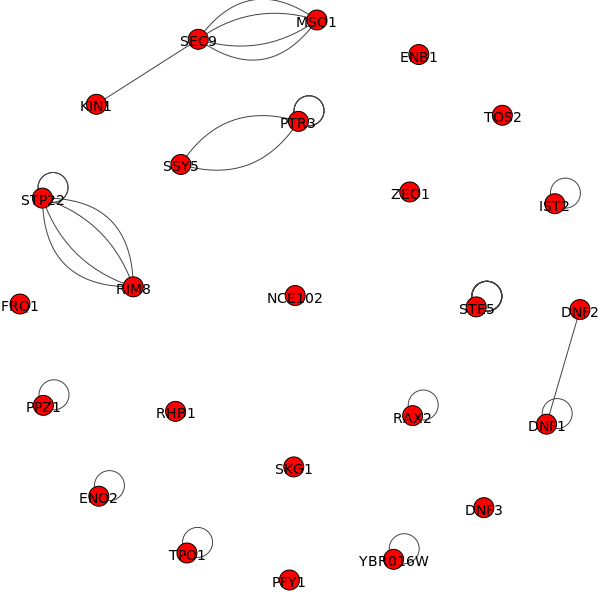 MSO1
SEC9
ENB1
KIN1
TOS2
PTR3
SSY5
ZEO1
STP22
IST2
RIM8
NCE102
FRQ1
STE5
DNF2
PPZ1
RHB1
RAX2
DNF1
SKG1
ENO2
DNF3
TPO1
YBR016W
PFY1